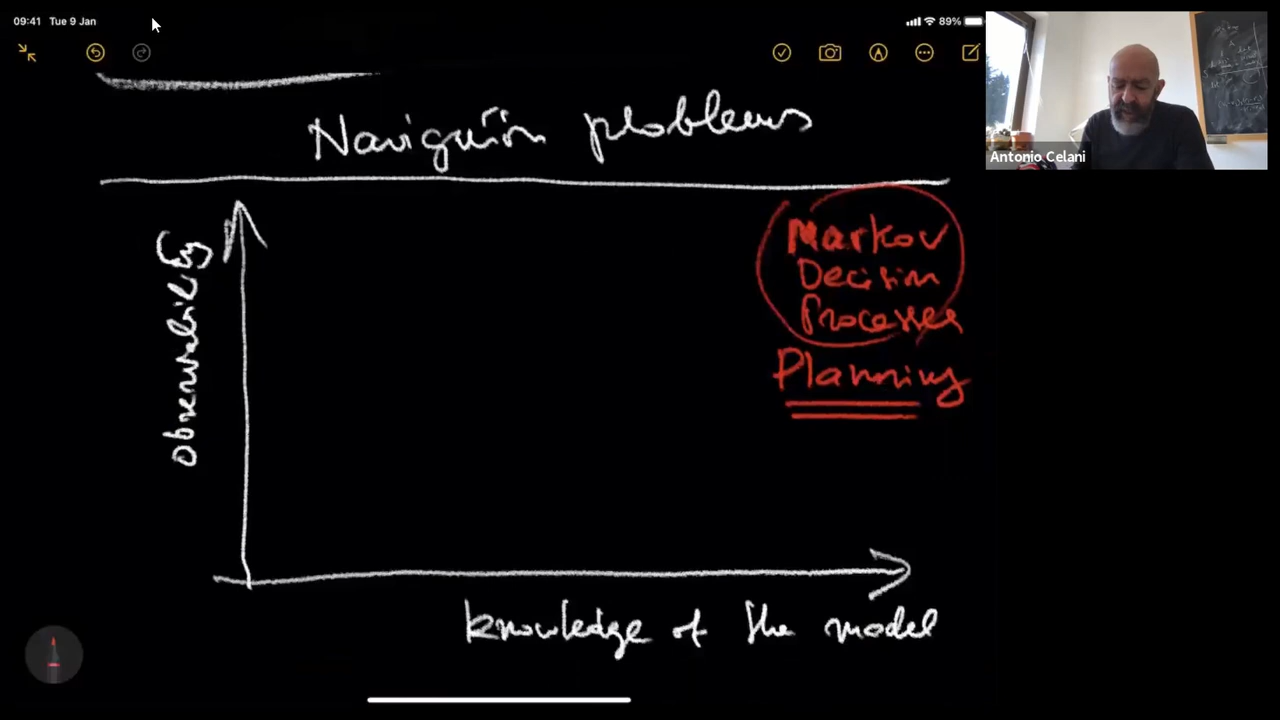 09:41 Tue 9 Jan
89%
Antonio Celani
Navigation problems
observability
Markov
Decision
Processes
Planning
knowledge of the model